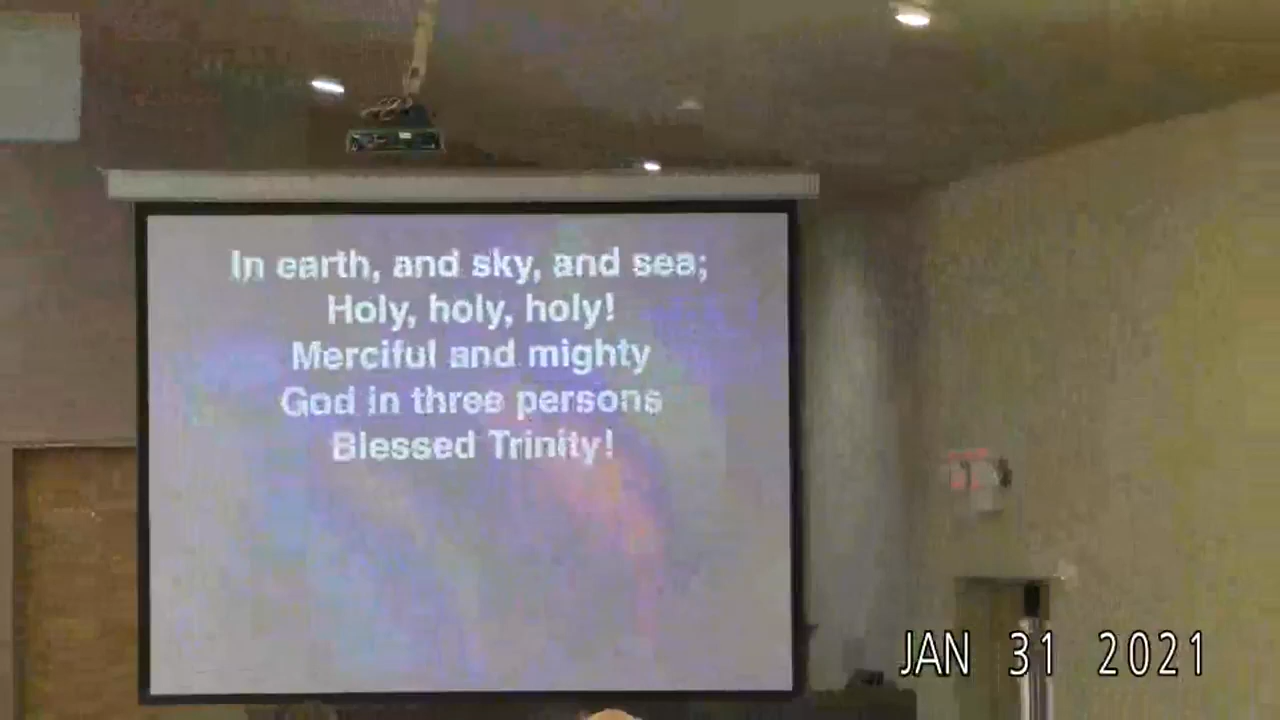 In earth, and sky, and sea;
Holy, holy, holy!
Merciful and mighty
God in three persons
Blessed Trinity!
JAN 31 2021